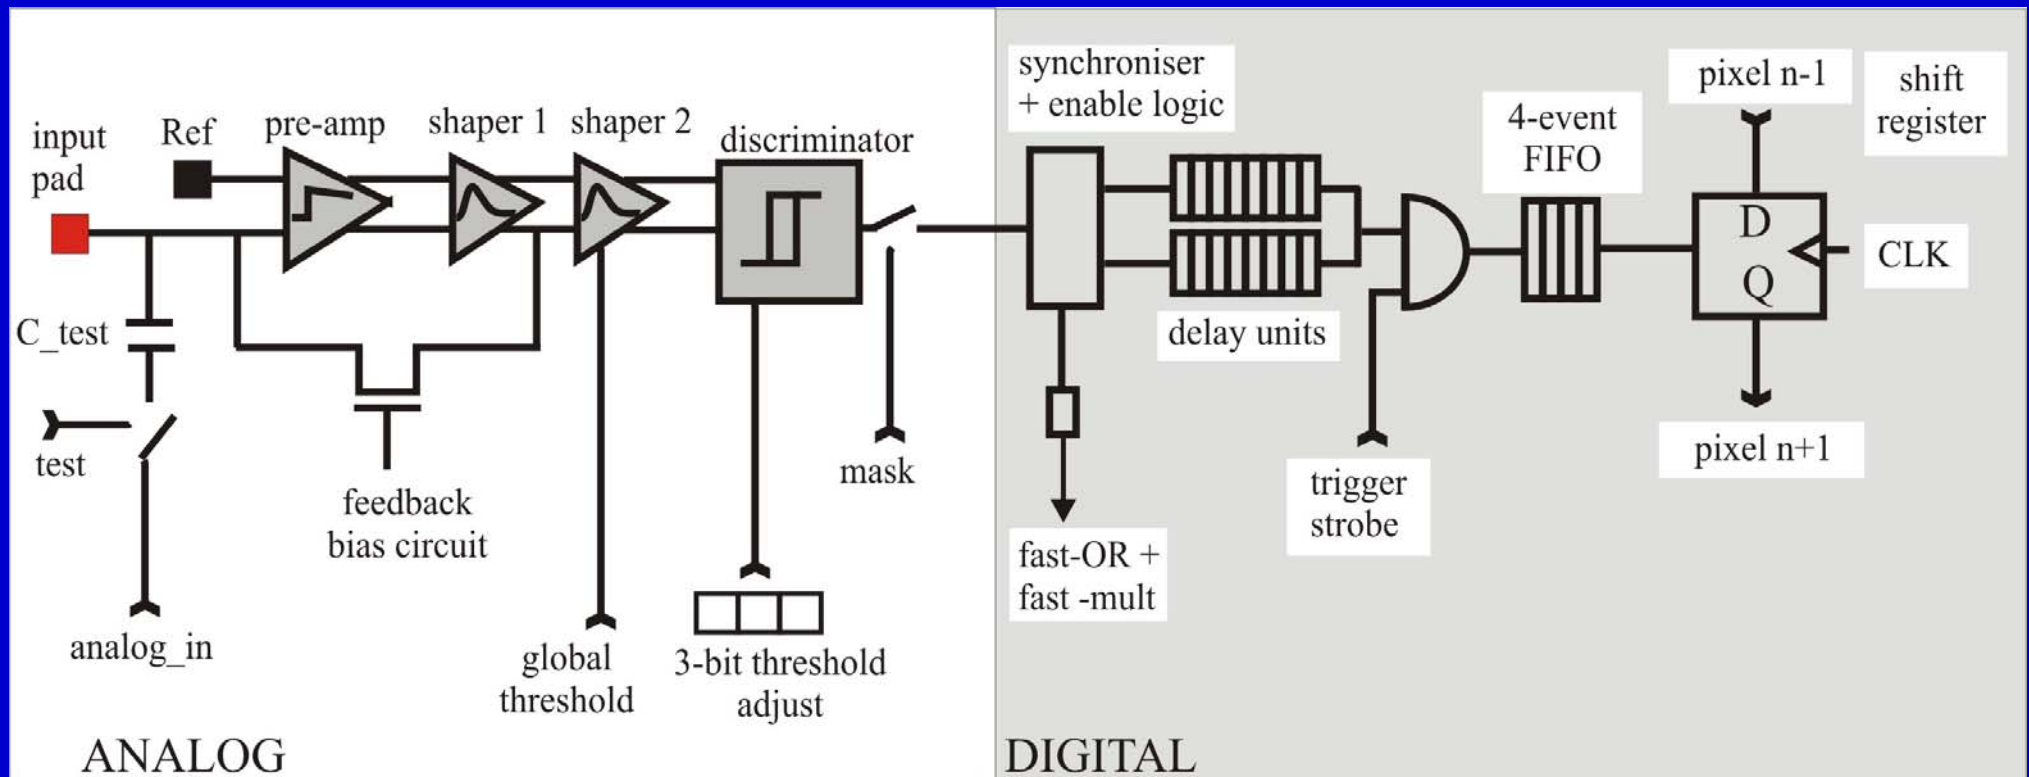 input
pad
Ref
pre-amp
shaper 1
shaper 2
discriminator
C_test
test
analog_in
feedback
bias circuit
global
threshold
3-bit threshold
adjust
mask
ANALOG
synchroniser
+ enable logic
delay units
fast-OR +
fast -mult
trigger
strobe
4-event
FIFO
pixel n-1
shift
register
D
Q
CLK
pixel n+1
DIGITAL